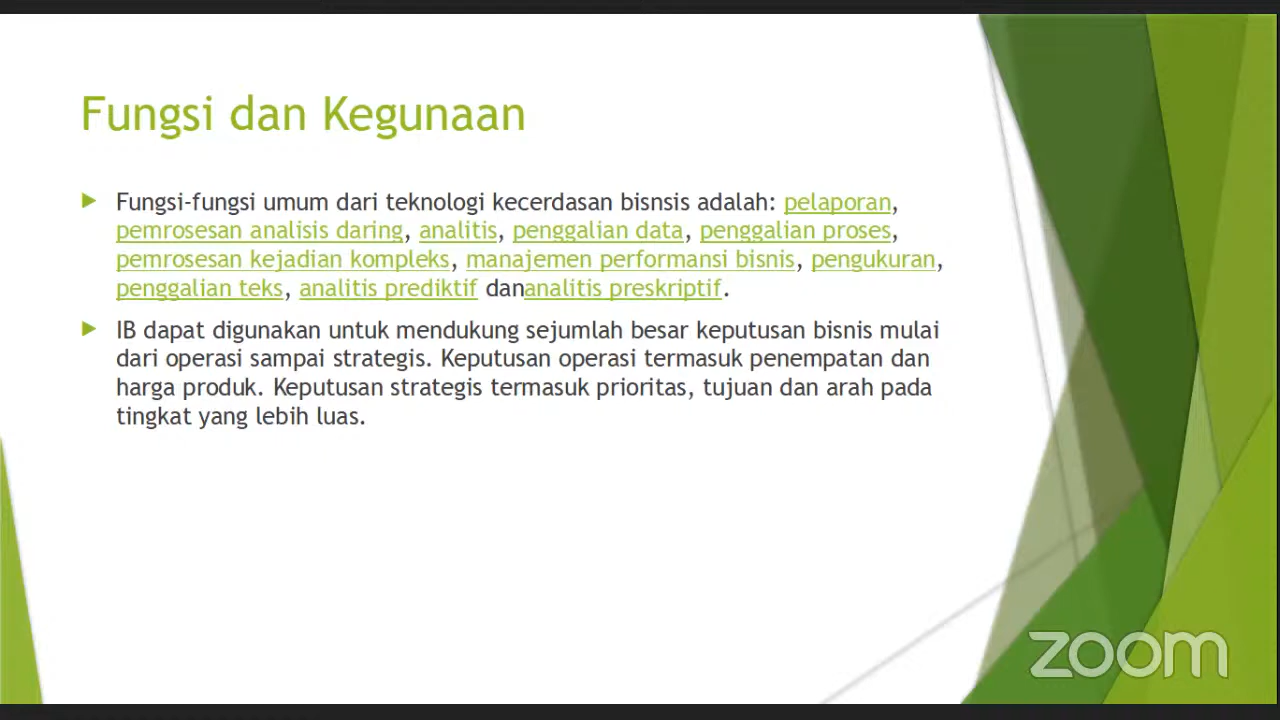 Fungsi dan Kegunaan
Fungsi-fungsi umum dari teknologi kecerdasan bisnsis adalah: pelaporan,
pemrosesan analisis daring, analitis, penggalian data, penggalian proses,
pemrosesan kejadian kompleks, manajemen performansi bisnis, pengukuran,
penggalian teks, analitis prediktif dananalitis preskriptif.
IB dapat digunakan untuk mendukung sejumlah besar keputusan bisnis mulai
dari operasi sampai strategis. Keputusan operasi termasuk penempatan dan
harga produk. Keputusan strategis termasuk prioritas, tujuan dan arah pada
tingkat yang lebih luas.
zoom